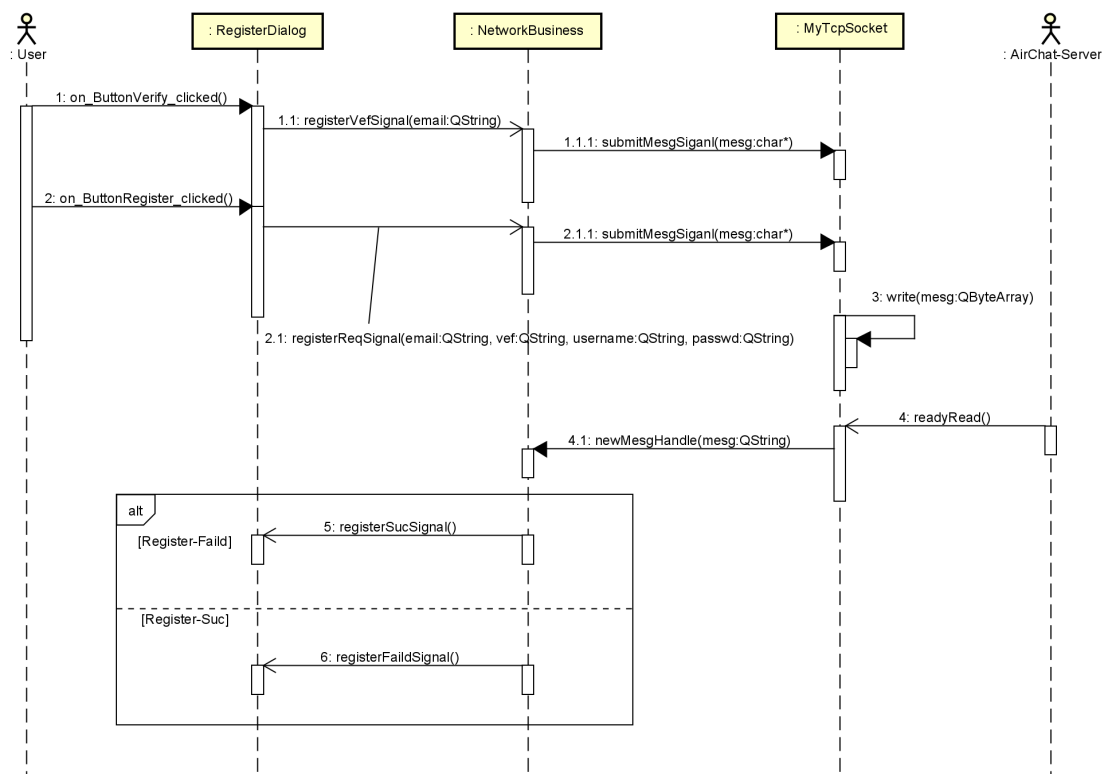 : User
: RegisterDialog
: NetworkBusiness
: MyTcpSocket
: AirChat-Server
1: on_ButtonVerify_clicked()
1.1: registerVefSignal(email:QString)
1.1.1: submitMesgSiganl(mesg:char*)
2: on_ButtonRegister_clicked()
2.1.1: submitMesgSiganl(mesg:char*)
3: write(mesg:QByteArray)
2.1: registerReqSignal(email:QString, vef:QString, username:QString, passwd:QString)
4: readyRead()
4.1: newMesgHandle(mesg:QString)
alt
5: registerSucSignal()
[Register-Faild]
[Register-Suc]
6: registerFaildSignal()